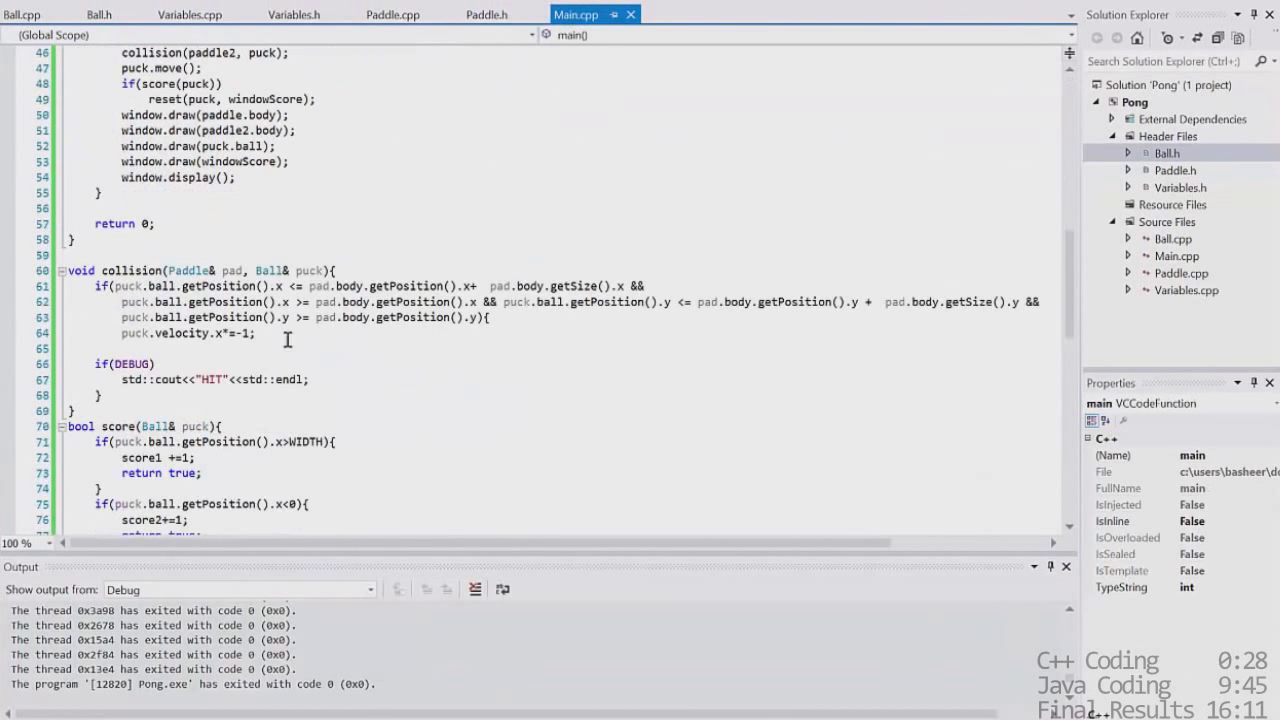 Ball.cpp Ball.h Variables.cpp Variables.h Paddle.cpp Paddle.h Main.cpp
(Global Scope) main()
46 collision(paddle2, puck);
47 puck.move();
48 if(score(puck))
49 reset(puck, windowScore);
50 window.draw(paddle.body);
51 window.draw(paddle2.body);
52 window.draw(puck.ball);
53 window.draw(windowScore);
54 window.display();
55 }
56
57 return 0;
58 }
59
60 void collision(Paddle& pad, Ball& puck){
61 if(puck.ball.getPosition().x <= pad.body.getPosition().x+ pad.body.getSize().x &&
62 puck.ball.getPosition().x >= pad.body.getPosition().x && puck.ball.getPosition().y <= pad.body.getPosition().y + pad.body.getSize().y &&
63 puck.ball.getPosition().y >= pad.body.getPosition().y){
64 puck.velocity.x*=-1;
65
66 if(DEBUG)
67 std::cout<<"HIT"<<std::endl;
68 }
69 }
70 bool score(Ball& puck){
71 if(puck.ball.getPosition().x>WIDTH){
72 score1 +=1;
73 return true;
74 }
75 if(puck.ball.getPosition().x<0){
76 score2+=1;
77 return true;
100 %
Output
Show output from: Debug
The thread 0x3a98 has exited with code 0 (0x0).
The thread 0x2678 has exited with code 0 (0x0).
The thread 0x15a4 has exited with code 0 (0x0).
The thread 0x2f84 has exited with code 0 (0x0).
The thread 0x13e4 has exited with code 0 (0x0).
The program '[12820] Pong.exe' has exited with code 0 (0x0).
Solution Explorer
Search Solution Explorer (Ctrl+;)
Solution 'Pong' (1 project)
Pong
External Dependencies
Header Files
Ball.h
Paddle.h
Variables.h
Resource Files
Source Files
Ball.cpp
Main.cpp
Paddle.cpp
Variables.cpp
Properties
main VCCodeFunction
C++
(Name) main
File c:\users\basheer\do
FullName main
IsInjected False
IsInline False
IsOverloaded False
IsSealed False
IsTemplate False
TypeString int
C++ Coding 0:28
Java Coding 9:45
Final Results 16:11
C++